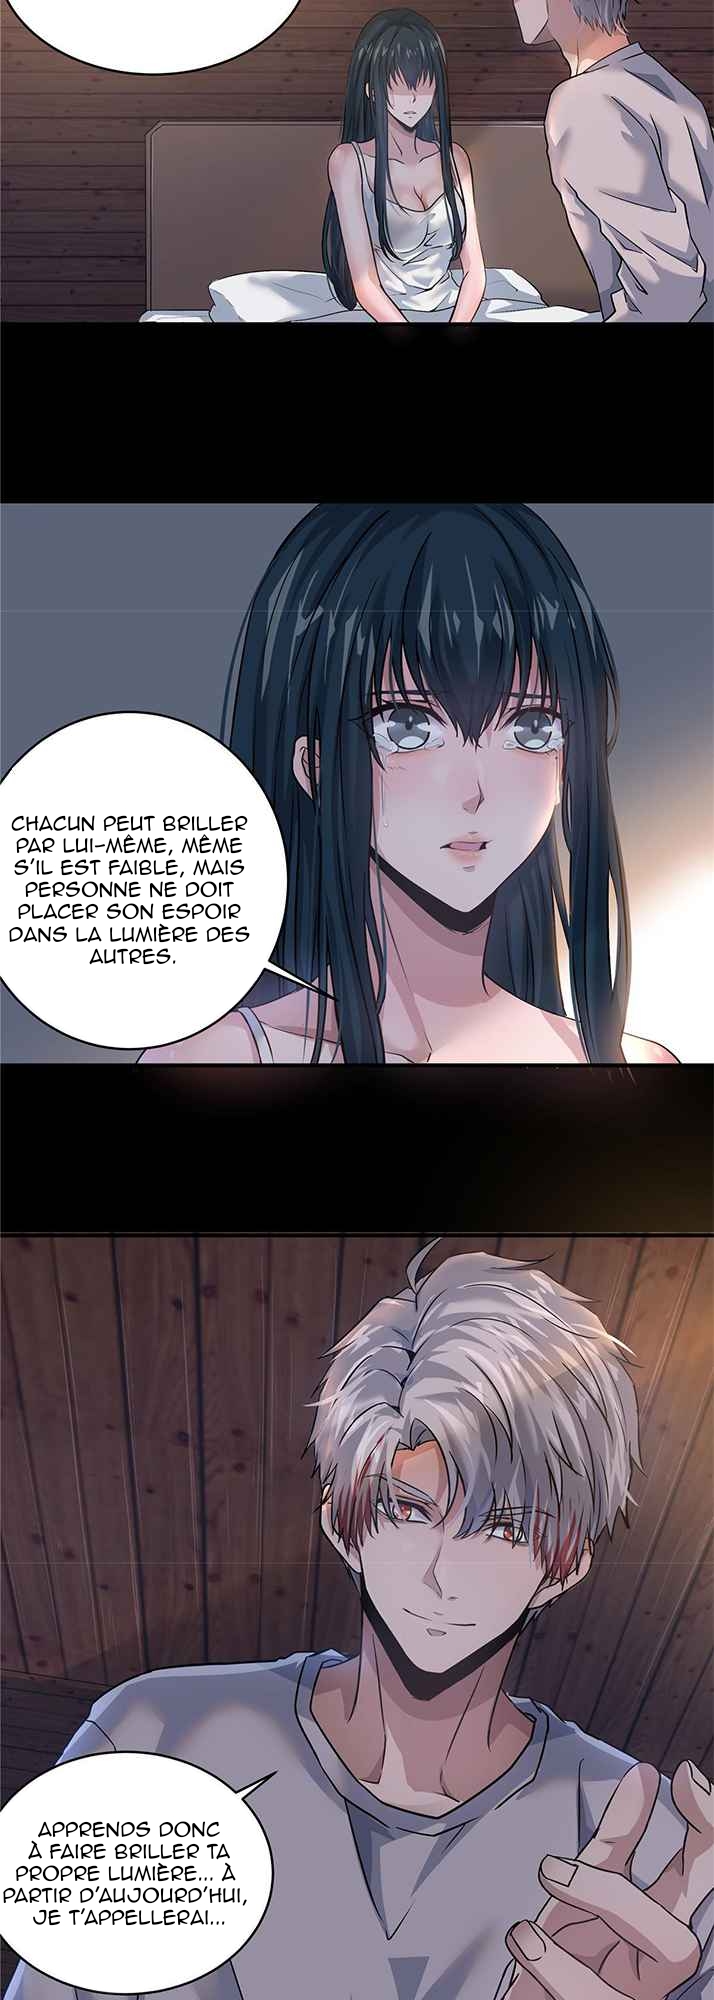 CHACUN PEUT BRILLER
PAR LUI-MÊME, MÊME
S'IL EST FAIBLE, MAIS
PERSONNE NE DOIT
PLACER SON ESPOIR
DANS LA LUMIÈRE DES
AUTRES.
APPRENDS DONC
À FAIRE BRILLER TA
PROPRE LUMIÈRE... À
PARTIR D'AUJOURD'HUI,
JE T'APPELLERAI...